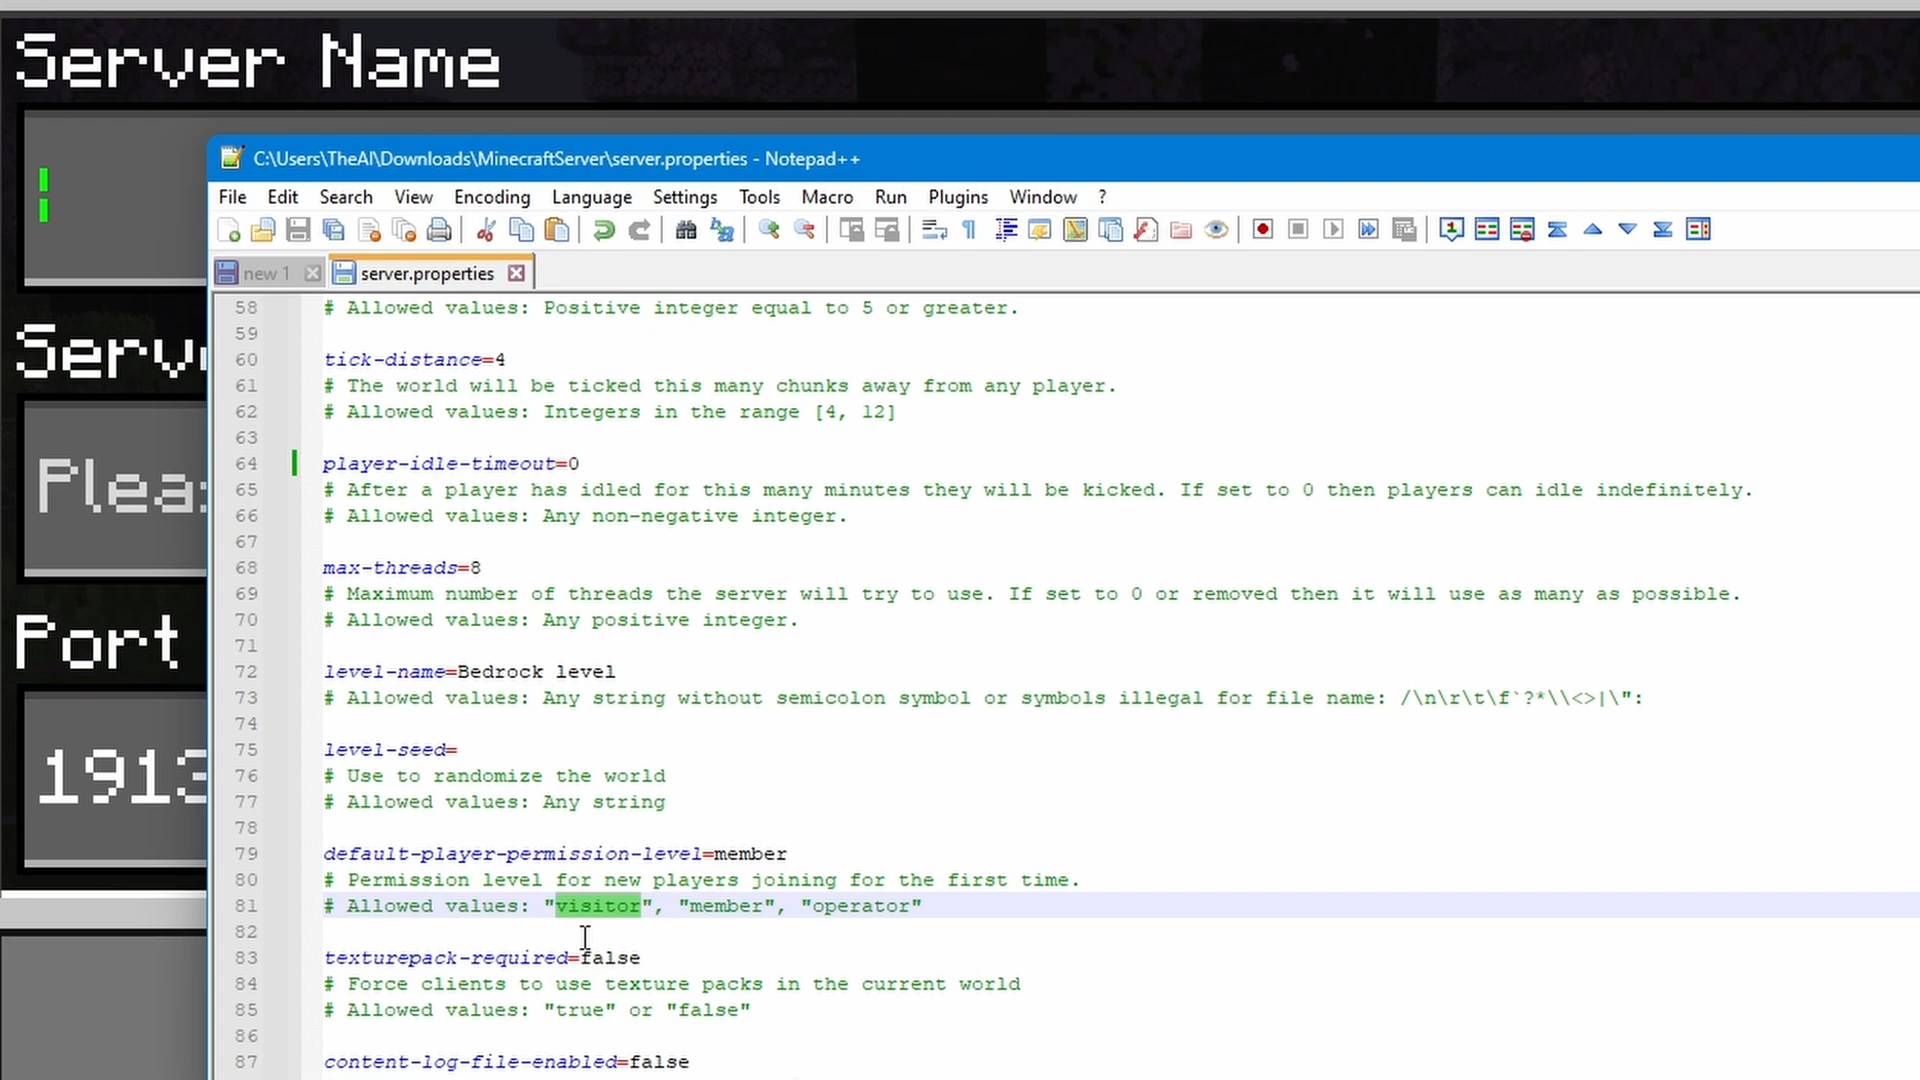 Server Name
C:\Users\TheAI\Downloads\MinecraftServer\server.properties - Notepad++
File Edit Search View Encoding Language Settings Tools Macro Run Plugins Window ?
new 1 server.properties
58 # Allowed values: Positive integer equal to 5 or greater.
59
60 tick-distance=4
61 # The world will be ticked this many chunks away from any player.
62 # Allowed values: Integers in the range [4, 12]
63
64 player-idle-timeout=0
65 # After a player has idled for this many minutes they will be kicked. If set to 0 then players can idle indefinitely.
66 # Allowed values: Any non-negative integer.
67
68 max-threads=8
69 # Maximum number of threads the server will try to use. If set to 0 or removed then it will use as many as possible.
70 # Allowed values: Any positive integer.
71
72 level-name=Bedrock level
73 # Allowed values: Any string without semicolon symbol or symbols illegal for file name: /\n\r\t\f`?*\\<>|\":
74
75 level-seed=
76 # Use to randomize the world
77 # Allowed values: Any string
78
79 default-player-permission-level=member
80 # Permission level for new players joining for the first time.
81 # Allowed values: "visitor", "member", "operator"
82
83 texturepack-required=false
84 # Force clients to use texture packs in the current world
85 # Allowed values: "true" or "false"
86
87 content-log-file-enabled=false
Port
1913